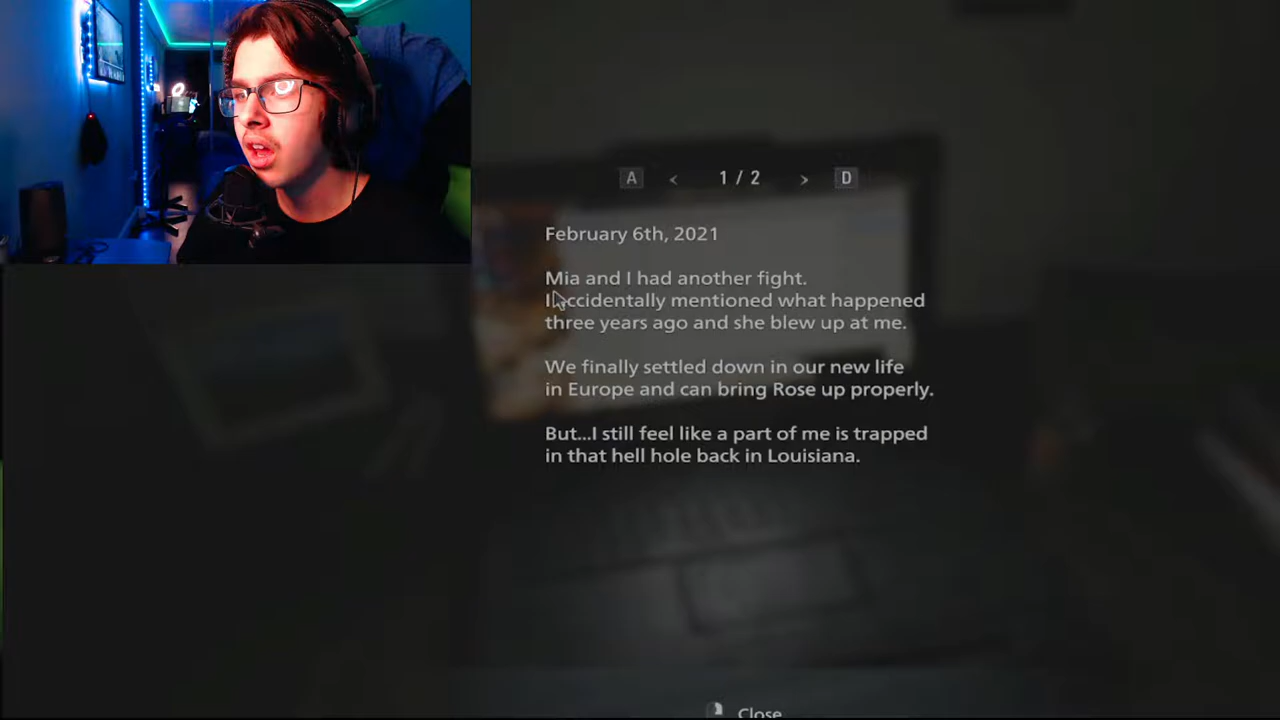 A < 1 / 2 > D
February 6th, 2021
Mia and I had another fight.
I accidentally mentioned what happened
three years ago and she blew up at me.
We finally settled down in our new life
in Europe and can bring Rose up properly.
But...I still feel like a part of me is trapped
in that hell hole back in Louisiana.
Close